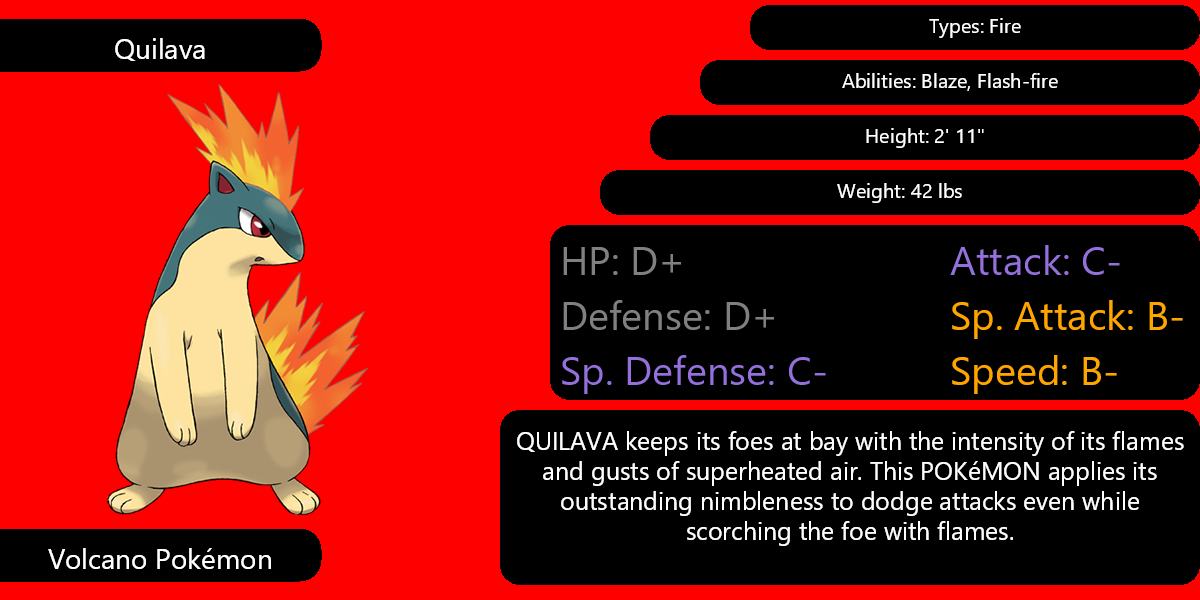 Quilava
Volcano Pokémon
Types: Fire
Abilities: Blaze, Flash-fire
Height: 2' 11"
Weight: 42 lbs
HP: D+
Attack: C-
Defense: D+
Sp. Attack: B-
Sp. Defense: C-
Speed: B-
QUILAVA keeps its foes at bay with the intensity of its flames
and gusts of superheated air. This POKéMON applies its
outstanding nimbleness to dodge attacks even while
scorching the foe with flames.